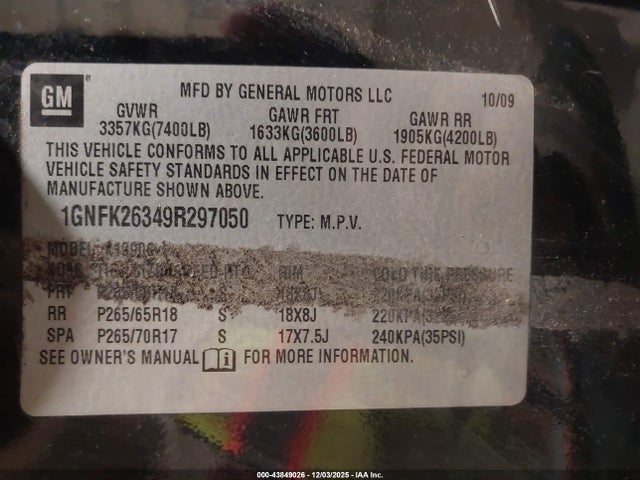 GM
MFD BY GENERAL MOTORS LLC 10/09
GVWR GAWR FRT GAWR RR
3357KG(7400LB) 1633KG(3600LB) 1905KG(4200LB)
THIS VEHICLE CONFORMS TO ALL APPLICABLE U.S. FEDERAL MOTOR
VEHICLE SAFETY STANDARDS IN EFFECT ON THE DATE OF
MANUFACTURE SHOWN ABOVE.
1GNFK26349R297050 TYPE: M.P.V.
MODEL:
RIM COLD TIRE PRESSURE
FRT S 18X8J
RR P265/65R18 S 18X8J 220KPA
SPA P265/70R17 S 17X7.5J 240KPA(35PSI)
SEE OWNER'S MANUAL FOR MORE INFORMATION.
000-43849026 - 12/03/2025 - IAA Inc.